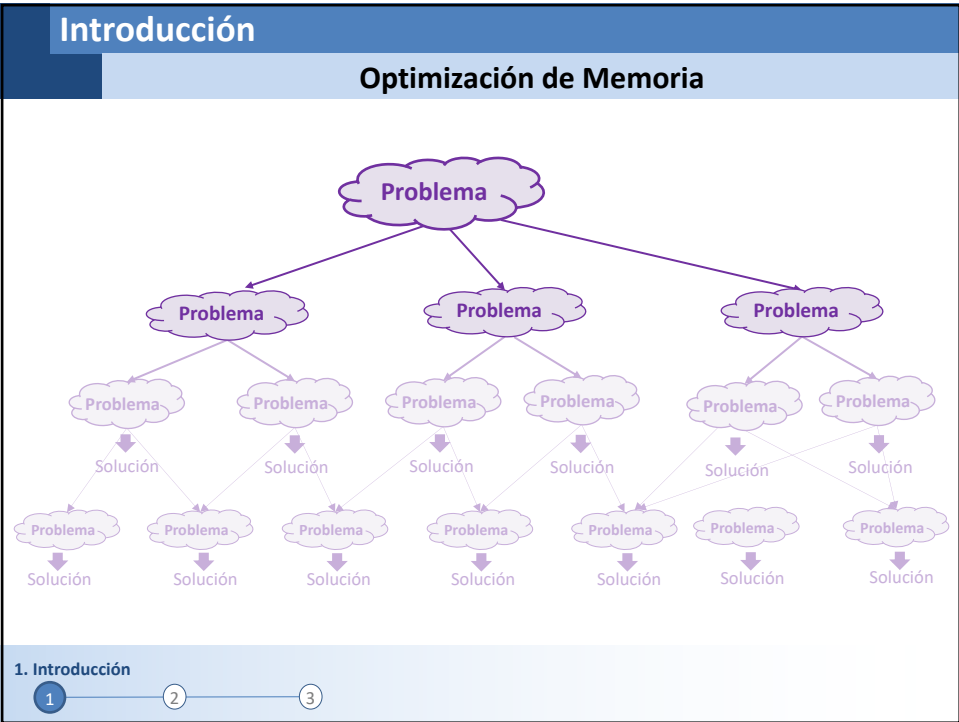 Introducción
Optimización de Memoria
Problema
Problema Problema Problema
Problema Problema Problema Problema Problema Problema
Solución Solución Solución Solución Solución Solución
Problema Problema Problema Problema Problema Problema Problema
Solución Solución Solución Solución Solución Solución Solución
1. Introducción
1 2 3